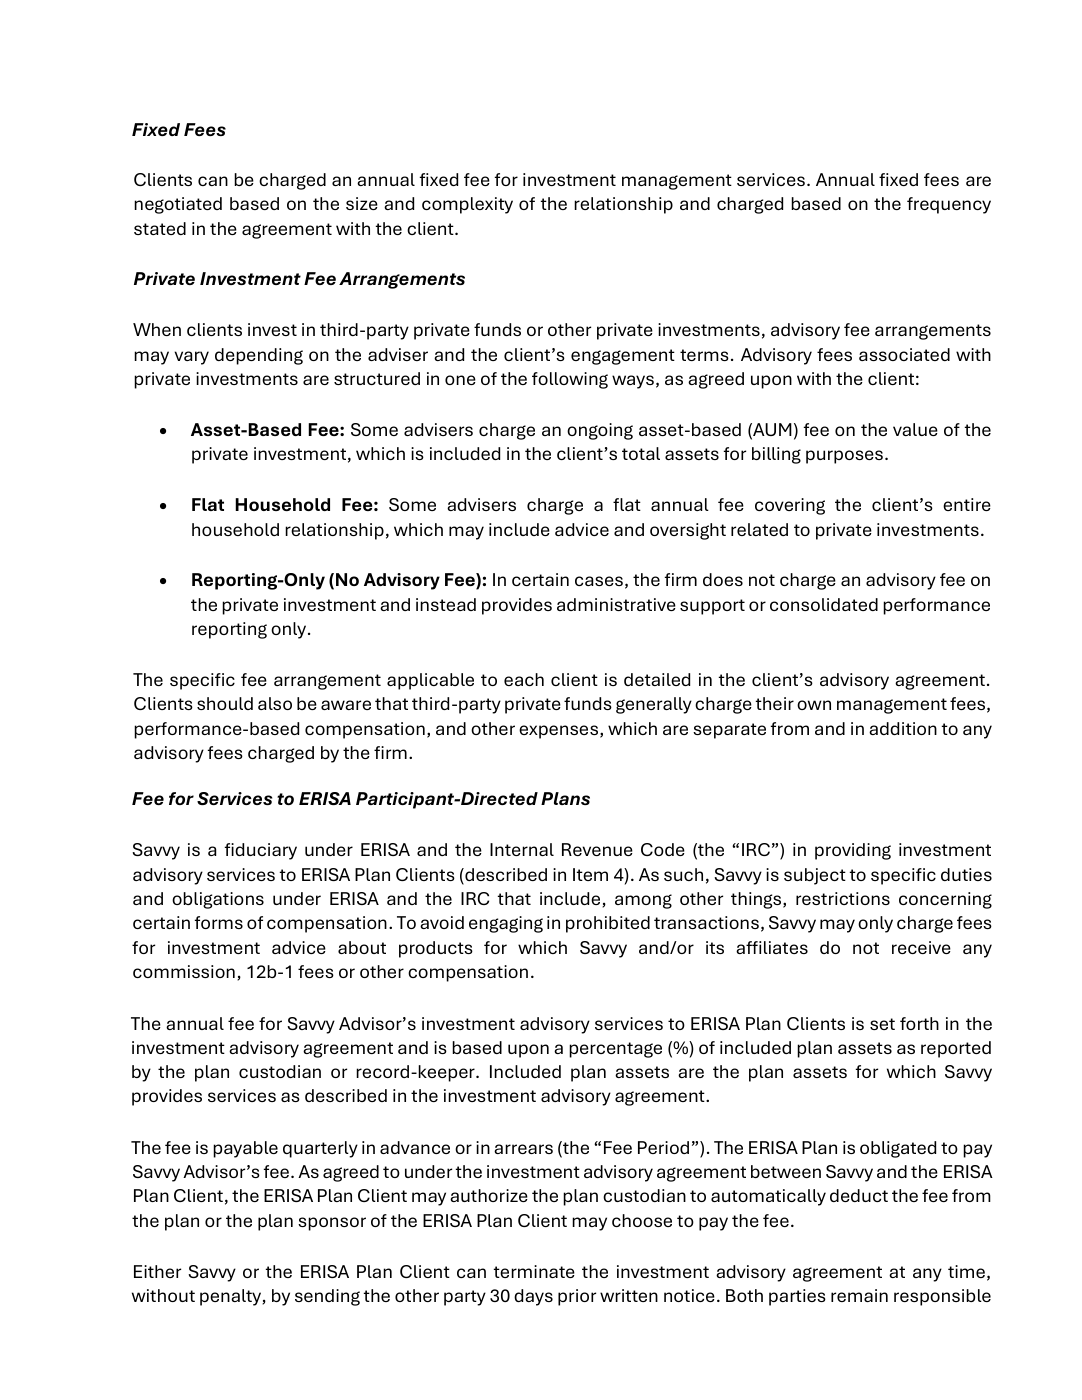 Fixed Fees
Clients can be charged an annual fixed fee for investment management services. Annual fixed fees are
negotiated based on the size and complexity of the relationship and charged based on the frequency
stated in the agreement with the client.
Private Investment Fee Arrangements
When clients invest in third-party private funds or other private investments, advisory fee arrangements
may vary depending on the adviser and the client’s engagement terms. Advisory fees associated with
private investments are structured in one of the following ways, as agreed upon with the client:
• Asset-Based Fee: Some advisers charge an ongoing asset-based (AUM) fee on the value of the
private investment, which is included in the client’s total assets for billing purposes.
• Flat Household Fee: Some advisers charge a flat annual fee covering the client’s entire
household relationship, which may include advice and oversight related to private investments.
• Reporting-Only (No Advisory Fee): In certain cases, the firm does not charge an advisory fee on
the private investment and instead provides administrative support or consolidated performance
reporting only.
The specific fee arrangement applicable to each client is detailed in the client’s advisory agreement.
Clients should also be aware that third-party private funds generally charge their own management fees,
performance-based compensation, and other expenses, which are separate from and in addition to any
advisory fees charged by the firm.
Fee for Services to ERISA Participant-Directed Plans
Savvy is a fiduciary under ERISA and the Internal Revenue Code (the “IRC”) in providing investment
advisory services to ERISA Plan Clients (described in Item 4). As such, Savvy is subject to specific duties
and obligations under ERISA and the IRC that include, among other things, restrictions concerning
certain forms of compensation. To avoid engaging in prohibited transactions, Savvy may only charge fees
for investment advice about products for which Savvy and/or its affiliates do not receive any
commission, 12b-1 fees or other compensation.
The annual fee for Savvy Advisor’s investment advisory services to ERISA Plan Clients is set forth in the
investment advisory agreement and is based upon a percentage (%) of included plan assets as reported
by the plan custodian or record-keeper. Included plan assets are the plan assets for which Savvy
provides services as described in the investment advisory agreement.
The fee is payable quarterly in advance or in arrears (the “Fee Period”). The ERISA Plan is obligated to pay
Savvy Advisor’s fee. As agreed to under the investment advisory agreement between Savvy and the ERISA
Plan Client, the ERISA Plan Client may authorize the plan custodian to automatically deduct the fee from
the plan or the plan sponsor of the ERISA Plan Client may choose to pay the fee.
Either Savvy or the ERISA Plan Client can terminate the investment advisory agreement at any time,
without penalty, by sending the other party 30 days prior written notice. Both parties remain responsible